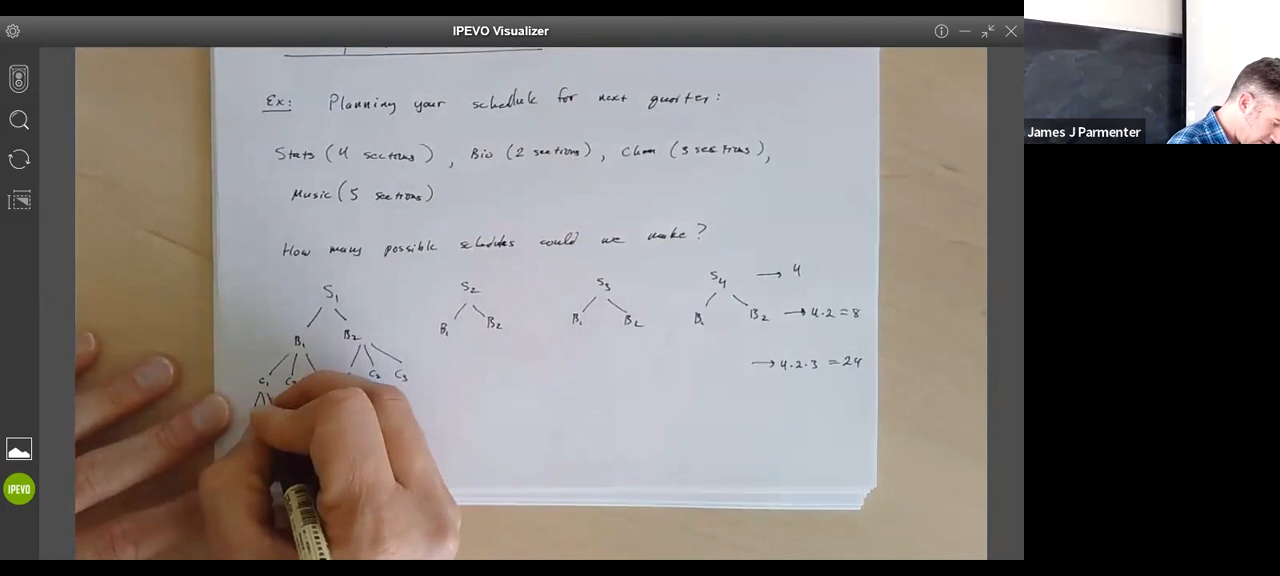 IPEVO Visualizer
Ex: Planning your schedule for next quarter:
Stats (4 sections), Bio (2 sections), Chem (3 sections),
Music (5 sections)
How many possible schedules could we make?
S1 S2 S3 S4 → 4
B1 B2 B1 B2 B1 B2 B1 B2 → 4·2 = 8
C1 C2 C2 C3 → 4·2·3 = 24
James J Parmenter
IPEVO